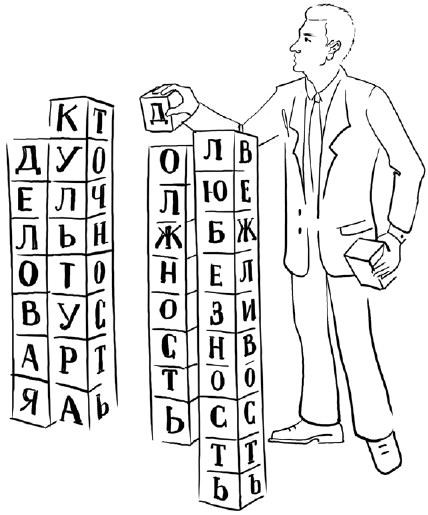 ДЕЛОВАЯ
КУЛЬТУРА
ТОЧНОСТЬ
ДОЛЖНОСТЬ
ЛЮБЕЗНОСТЬ
ВЕЖЛИВОСТЬ